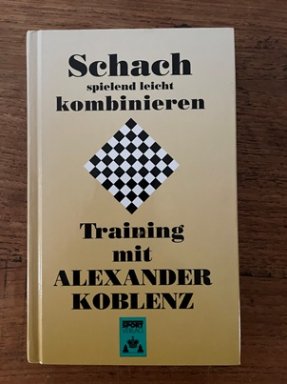 Schach
spielend leicht
kombinieren
Training
mit
ALEXANDER
KOBLENZ
SPORT
VERLAG